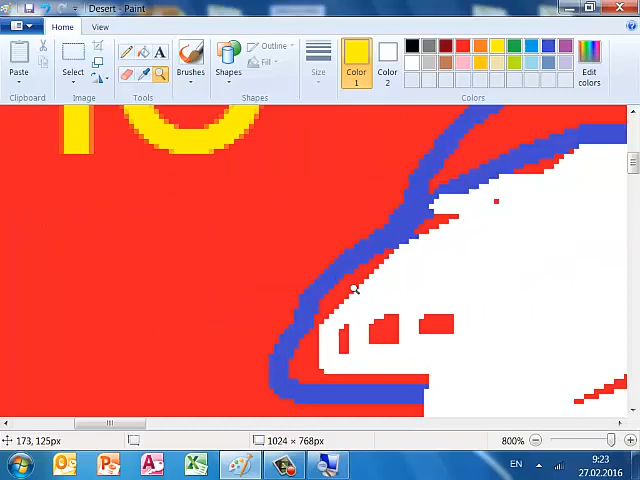 Desert - Paint
Home View
Paste
Select
Brushes
Shapes
Outline
Fill
Size
Color 1
Color 2
Edit colors
Clipboard Image Tools Shapes Colors
173, 125px 1024 × 768px 800%
EN 9:23
27.02.2016